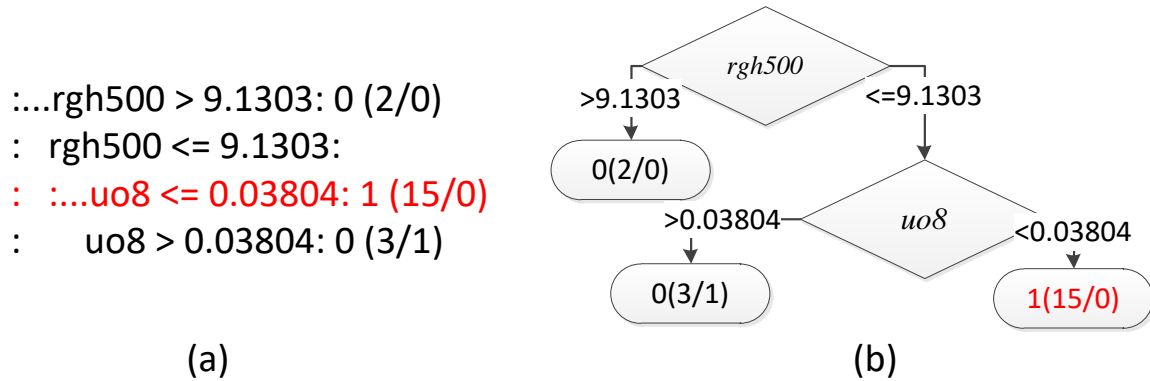 :...rgh500 > 9.1303: 0 (2/0)
:   rgh500 <= 9.1303:
:   :...uo8 <= 0.03804: 1 (15/0)
:       uo8 > 0.03804: 0 (3/1)
(a)
rgh500
>9.1303
<=9.1303
0(2/0)
>0.03804
uo8
<0.03804
0(3/1)
1(15/0)
(b)